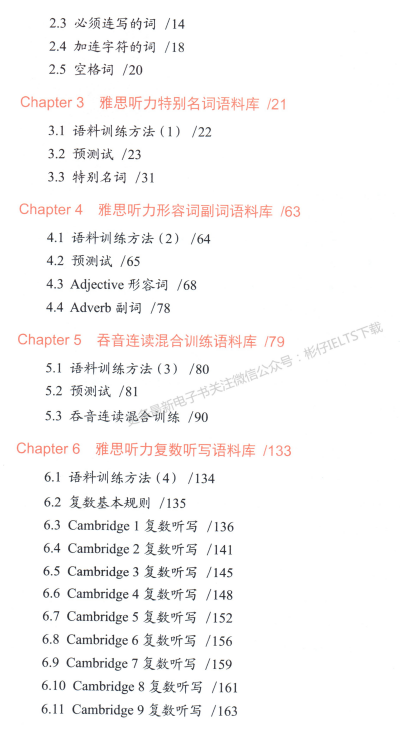 2.3 必须连写的词 /14
2.4 加连字符的词 /18
2.5 空格词 /20
Chapter 3 雅思听力特别名词语料库 /21
3.1 语料训练方法(1) /22
3.2 预测试 /23
3.3 特别名词 /31
Chapter 4 雅思听力形容词副词语料库 /63
4.1 语料训练方法(2) /64
4.2 预测试 /65
4.3 Adjective 形容词 /68
4.4 Adverb 副词 /78
Chapter 5 吞音连读混合训练语料库 /79
5.1 语料训练方法(3) /80
5.2 预测试 /81
5.3 吞音连读混合训练 /90
最新电子书关注微信公众号:彬仔IELTS下载
Chapter 6 雅思听力复数听写语料库 /133
6.1 语料训练方法(4) /134
6.2 复数基本规则 /135
6.3 Cambridge 1 复数听写 /136
6.4 Cambridge 2 复数听写 /141
6.5 Cambridge 3 复数听写 /145
6.6 Cambridge 4 复数听写 /148
6.7 Cambridge 5 复数听写 /152
6.8 Cambridge 6 复数听写 /156
6.9 Cambridge 7 复数听写 /159
6.10 Cambridge 8 复数听写 /161
6.11 Cambridge 9 复数听写 /163